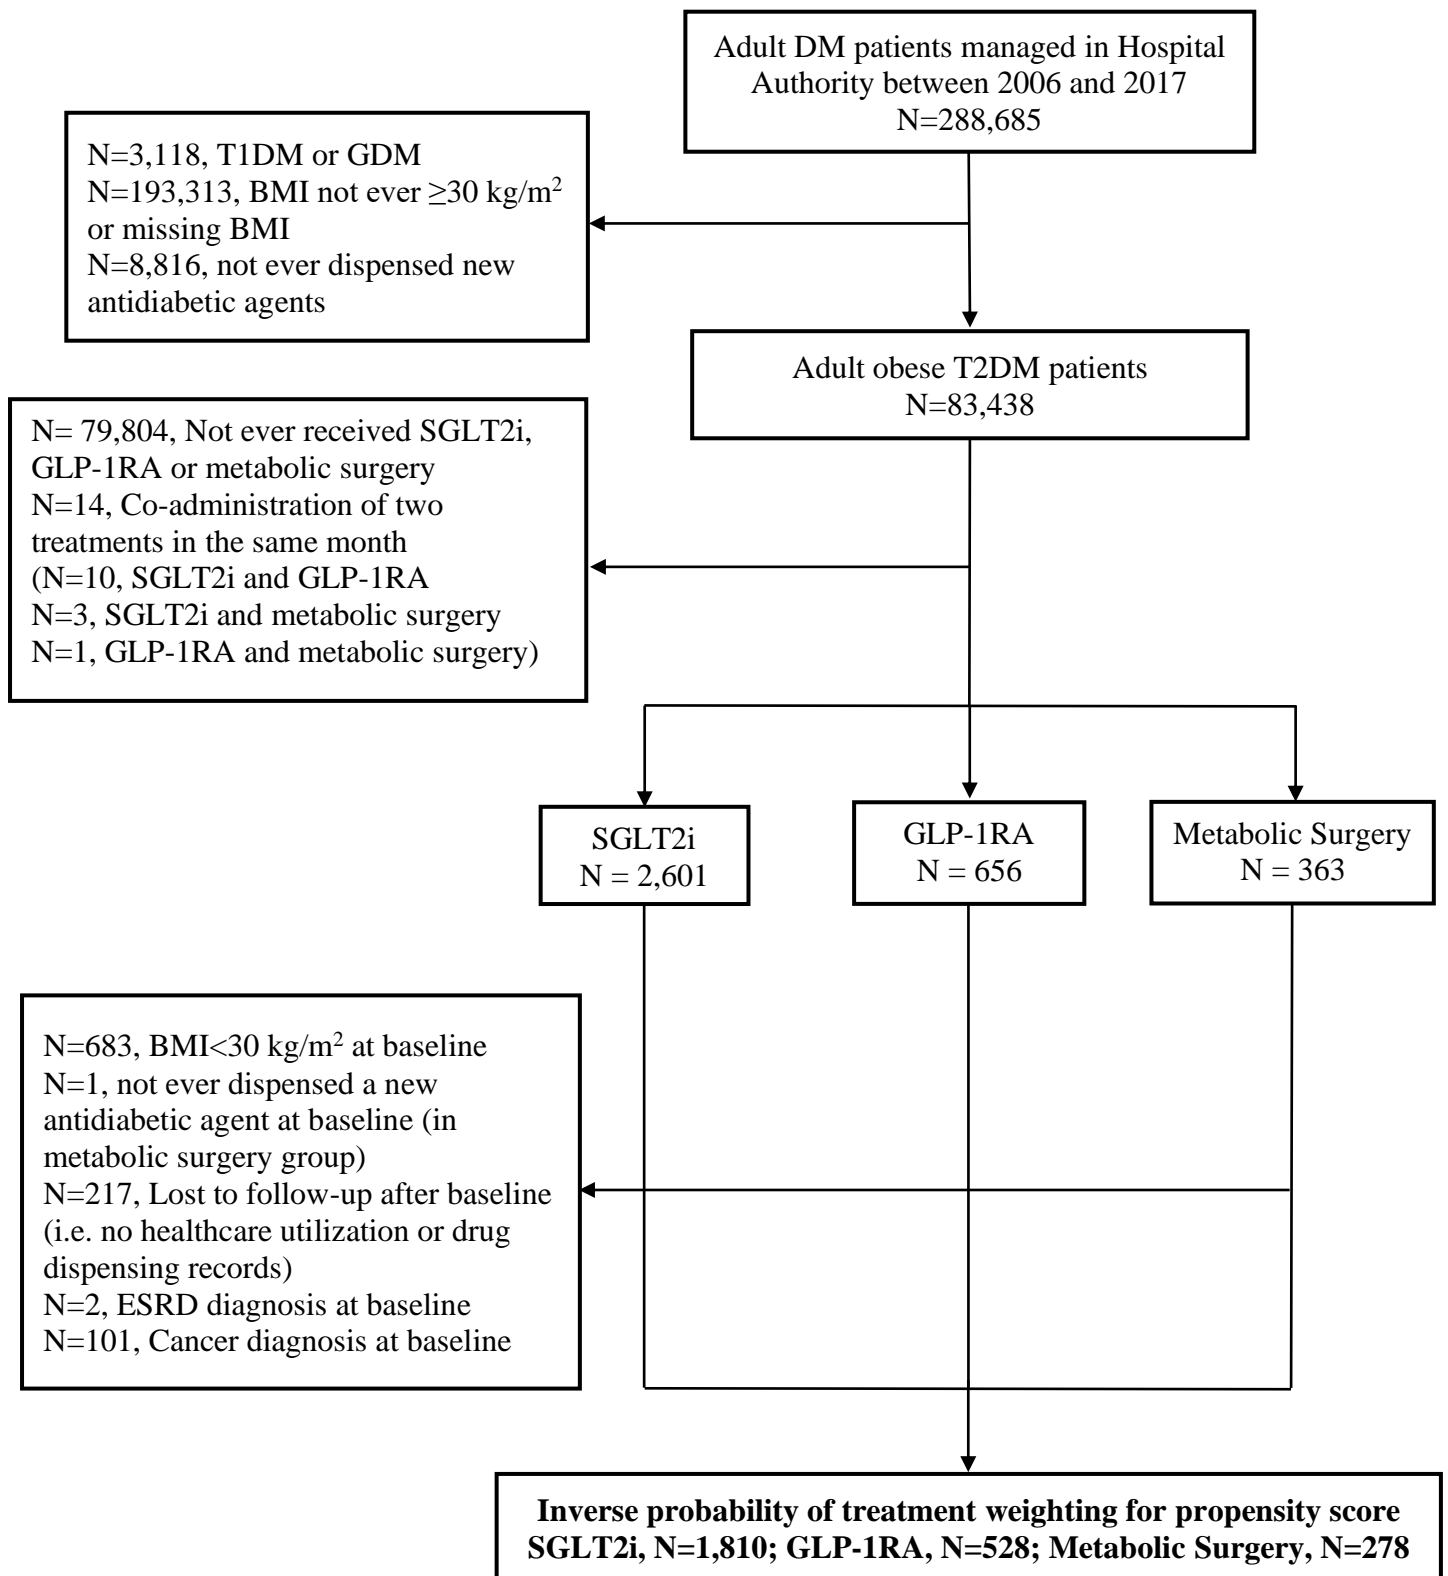 Adult DM patients managed in Hospital
Authority between 2006 and 2017
N=288,685
N=3,118, T1DM or GDM
N=193,313, BMI not ever ≥30 kg/m²
or missing BMI
N=8,816, not ever dispensed new
antidiabetic agents
Adult obese T2DM patients
N=83,438
N= 79,804, Not ever received SGLT2i,
GLP-1RA or metabolic surgery
N=14, Co-administration of two
treatments in the same month
(N=10, SGLT2i and GLP-1RA
N=3, SGLT2i and metabolic surgery
N=1, GLP-1RA and metabolic surgery)
SGLT2i
N = 2,601
GLP-1RA
N = 656
Metabolic Surgery
N = 363
N=683, BMI<30 kg/m² at baseline
N=1, not ever dispensed a new
antidiabetic agent at baseline (in
metabolic surgery group)
N=217, Lost to follow-up after baseline
(i.e. no healthcare utilization or drug
dispensing records)
N=2, ESRD diagnosis at baseline
N=101, Cancer diagnosis at baseline
Inverse probability of treatment weighting for propensity score
SGLT2i, N=1,810; GLP-1RA, N=528; Metabolic Surgery, N=278